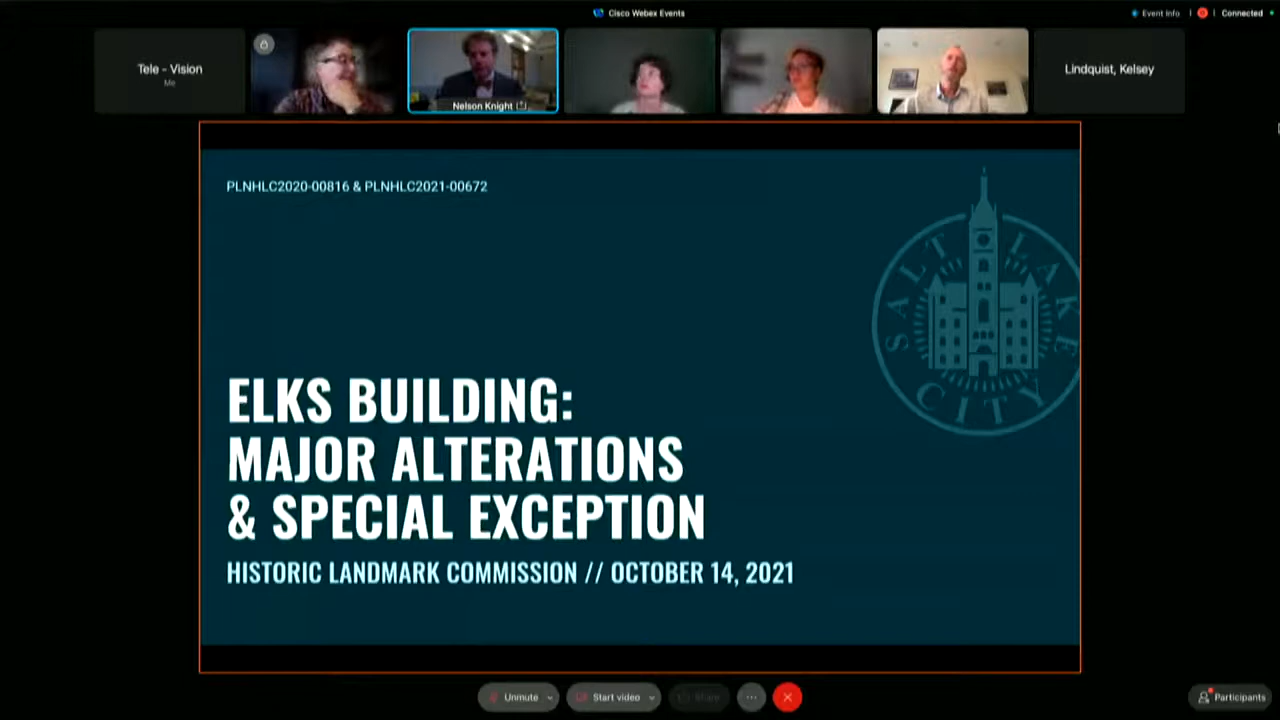 Cisco Webex Events
Event Info
Connected
Tele - Vision
Me
Nelson Knight
Lindquist, Kelsey
PLNHLC2020-00816 & PLNHLC2021-00672
SALT LAKE CITY
ELKS BUILDING:
MAJOR ALTERATIONS
& SPECIAL EXCEPTION
HISTORIC LANDMARK COMMISSION // OCTOBER 14, 2021
Unmute
Start video
Share
Participants